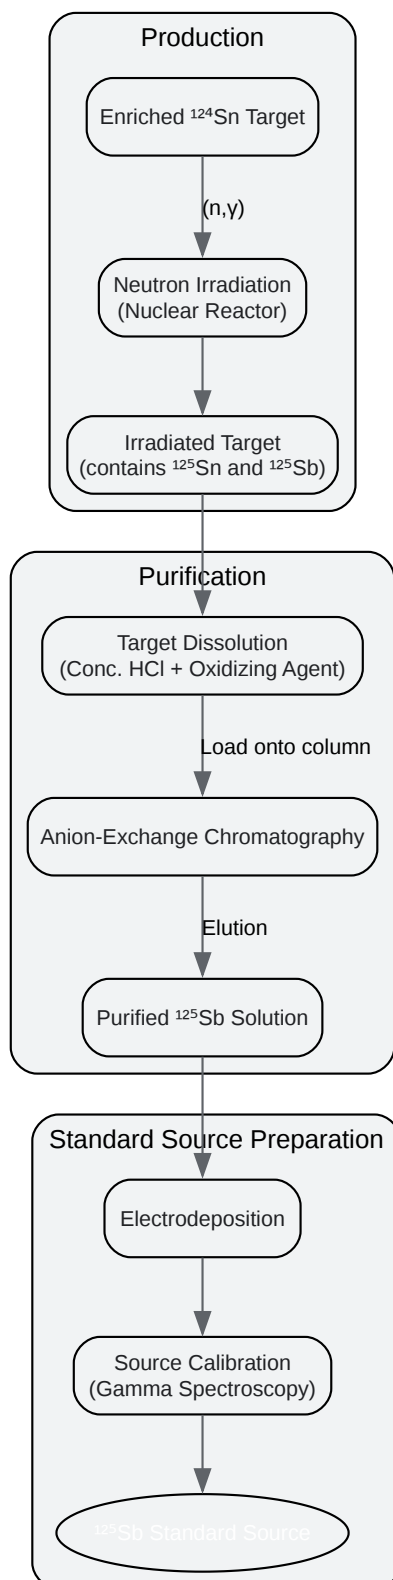 Production
Enriched ¹²⁴Sn Target
(n,γ)
Neutron Irradiation
(Nuclear Reactor)
Irradiated Target
(contains ¹²⁵Sn and ¹²⁵Sb)
Purification
Target Dissolution
(Conc. HCl + Oxidizing Agent)
Load onto column
Anion-Exchange Chromatography
Elution
Purified ¹²⁵Sb Solution
Standard Source Preparation
Electrodeposition
Source Calibration
(Gamma Spectroscopy)
¹²⁵Sb Standard Source